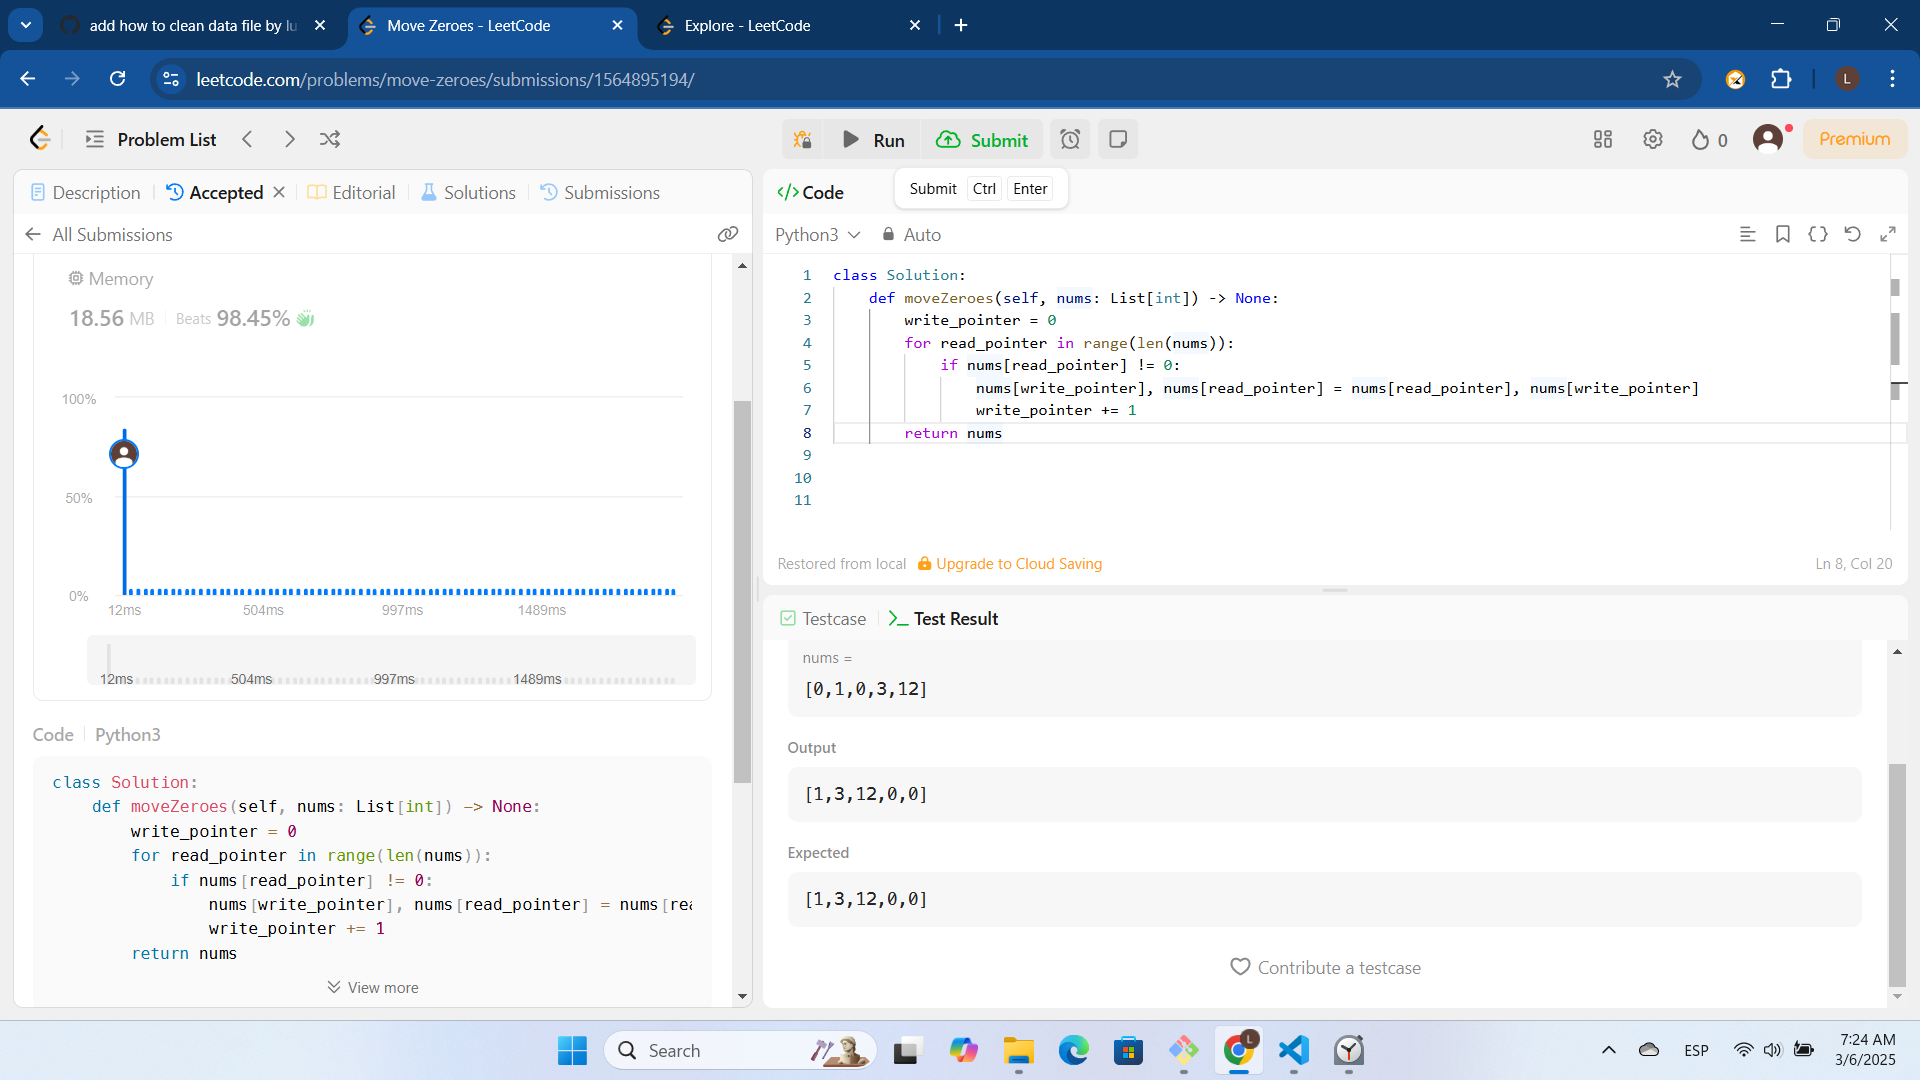 add how to clean data file by lu
Move Zeroes - LeetCode
Explore - LeetCode
leetcode.com/problems/move-zeroes/submissions/1564895194/
L
Problem List
Run
Submit
0
Premium
Description
Accepted
Editorial
Solutions
Submissions
All Submissions
Memory
18.56 MB
Beats 98.45%
100%
50%
0%
12ms 504ms 997ms 1489ms
12ms 504ms 997ms 1489ms
Code
Python3
class Solution:
def moveZeroes(self, nums: List[int]) -> None:
write_pointer = 0
for read_pointer in range(len(nums)):
if nums[read_pointer] != 0:
nums[write_pointer], nums[read_pointer] = nums[rea
write_pointer += 1
return nums
View more
Code
Submit Ctrl Enter
Python3
Auto
1 class Solution:
2 def moveZeroes(self, nums: List[int]) -> None:
3 write_pointer = 0
4 for read_pointer in range(len(nums)):
5 if nums[read_pointer] != 0:
6 nums[write_pointer], nums[read_pointer] = nums[read_pointer], nums[write_pointer]
7 write_pointer += 1
8 return nums
9
10
11
Restored from local
Upgrade to Cloud Saving
Ln 8, Col 20
Testcase
Test Result
nums =
[0,1,0,3,12]
Output
[1,3,12,0,0]
Expected
[1,3,12,0,0]
Contribute a testcase
Search
L
ESP
7:24 AM
3/6/2025